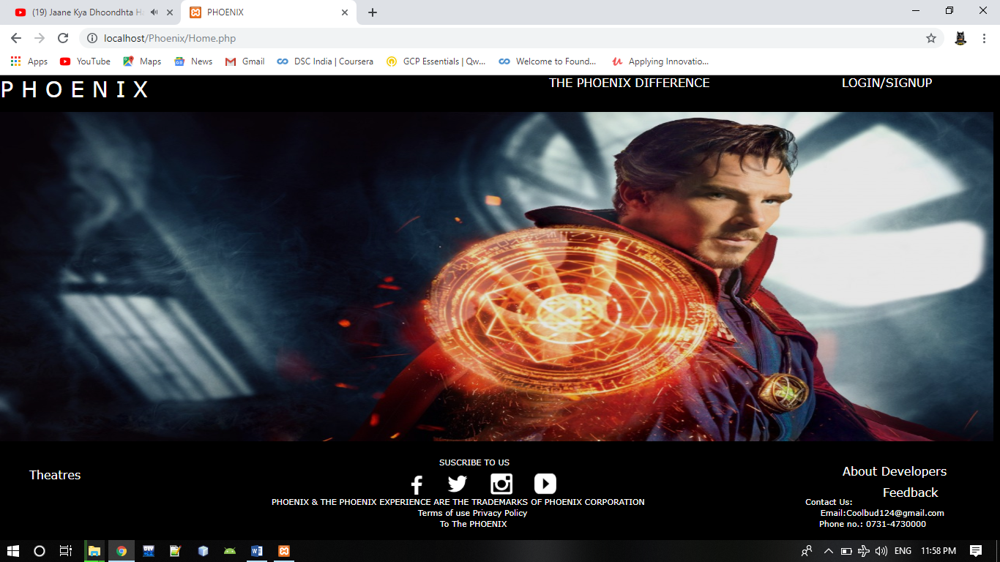 (19) Jaane Kya Dhoondhta Ha
PHOENIX
localhost/Phoenix/Home.php
Apps YouTube Maps News Gmail DSC India | Coursera GCP Essentials | Qw... Welcome to Found... Applying Innovatio...
P H O E N I X
THE PHOENIX DIFFERENCE
LOGIN/SIGNUP
Theatres
SUSCRIBE TO US
PHOENIX & THE PHOENIX EXPERIENCE ARE THE TRADEMARKS OF PHOENIX CORPORATION
Terms of use Privacy Policy
To The PHOENIX
About Developers
Feedback
Contact Us:
Email:Coolbud124@gmail.com
Phone no.: 0731-4730000
DEV
W
ENG
11:58 PM